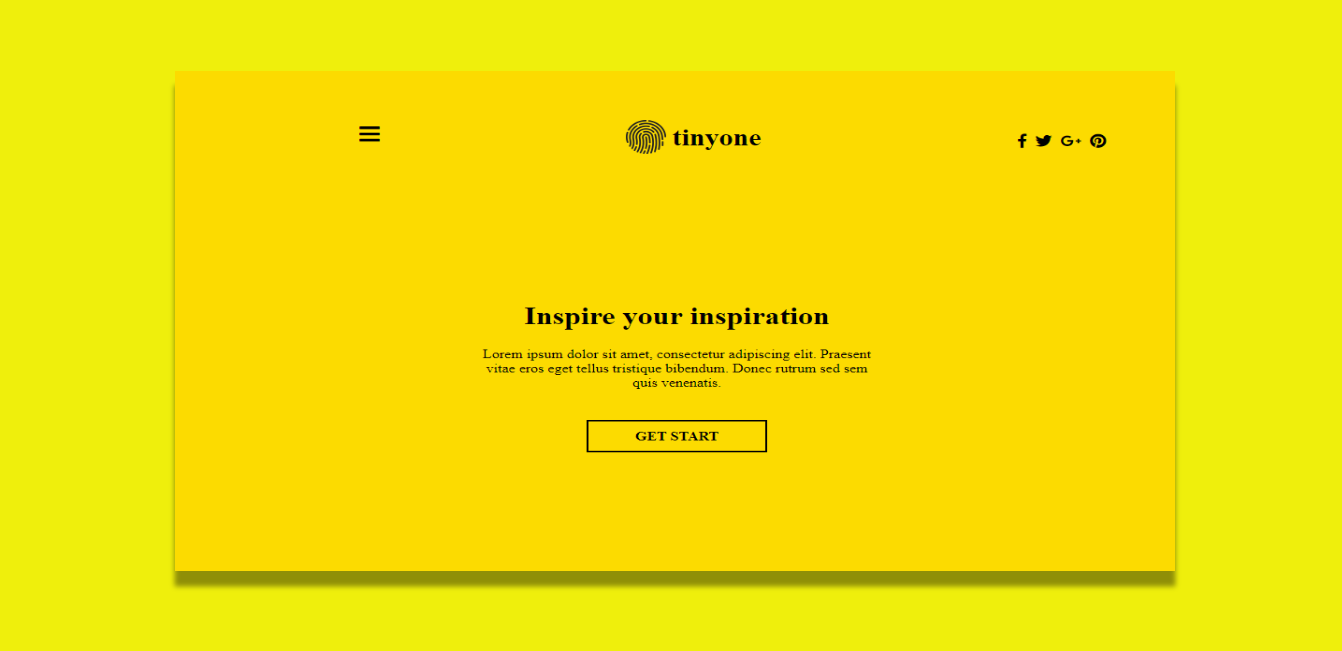 tinyone
Inspire your inspiration
Lorem ipsum dolor sit amet, consectetur adipiscing elit. Praesent
vitae eros eget tellus tristique bibendum. Donec rutrum sed sem
quis venenatis.
GET START